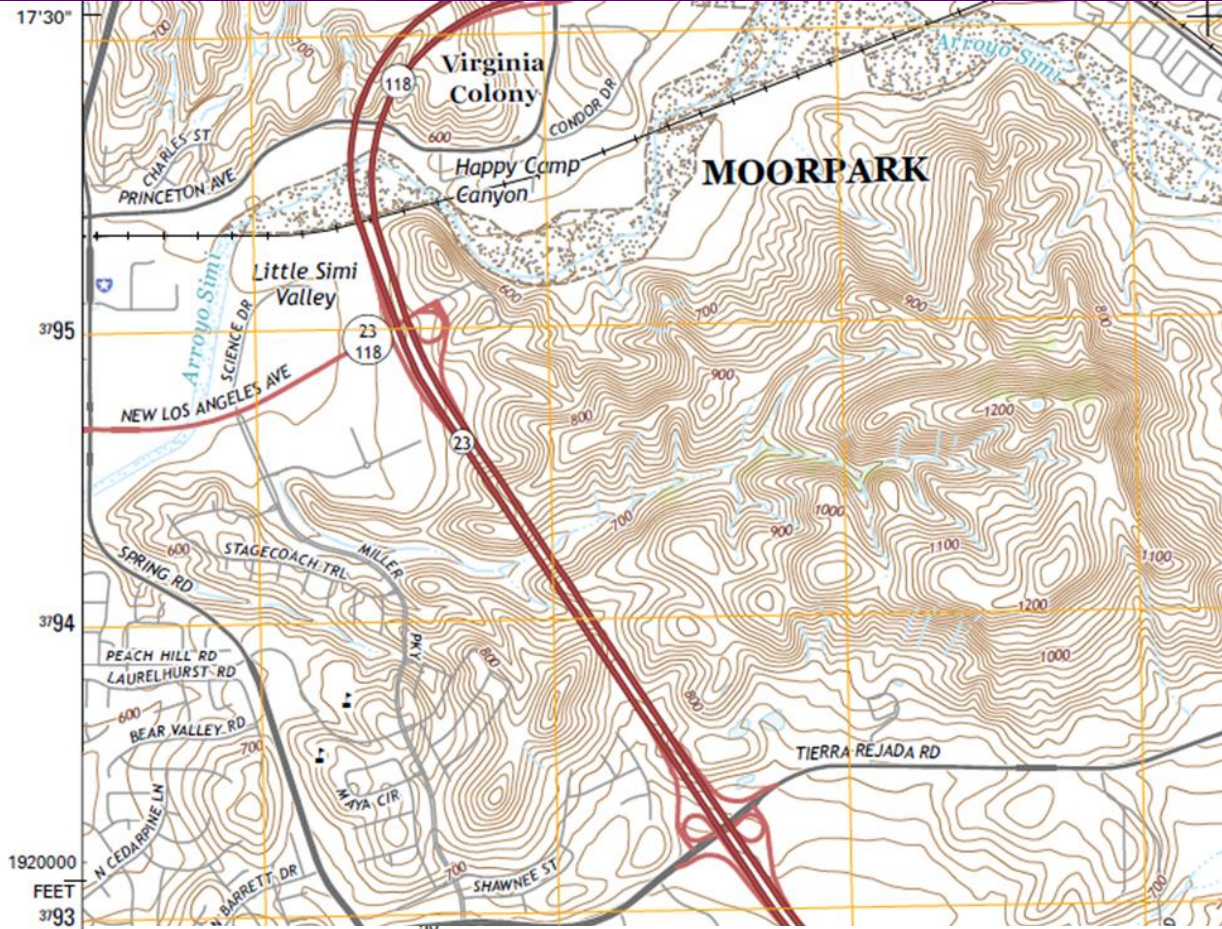 17'30"
700
700
118
Virginia
Colony
Arroyo Simi
CONDOR DR
600
CHARLES ST
PRINCETON AVE
Happy Camp
Canyon
MOORPARK
Arroyo Simi
Little Simi
Valley
SCIENCE DR
600
700
900
800
3795
23
118
NEW LOS ANGELES AVE
900
800
1200
23
700
1000
900
1100
1100
600
STAGECOACH TRL
MILLER
PKY
SPRING RD
1200
3794
PEACH HILL RD
LAURELHURST RD
800
1000
600
BEAR VALLEY RD
700
800
TIERRA REJADA RD
MAYA CIR
N CEDARPINE LN
1920000
FEET
700
SHAWNEE ST
N BARRETT DR
700
3793